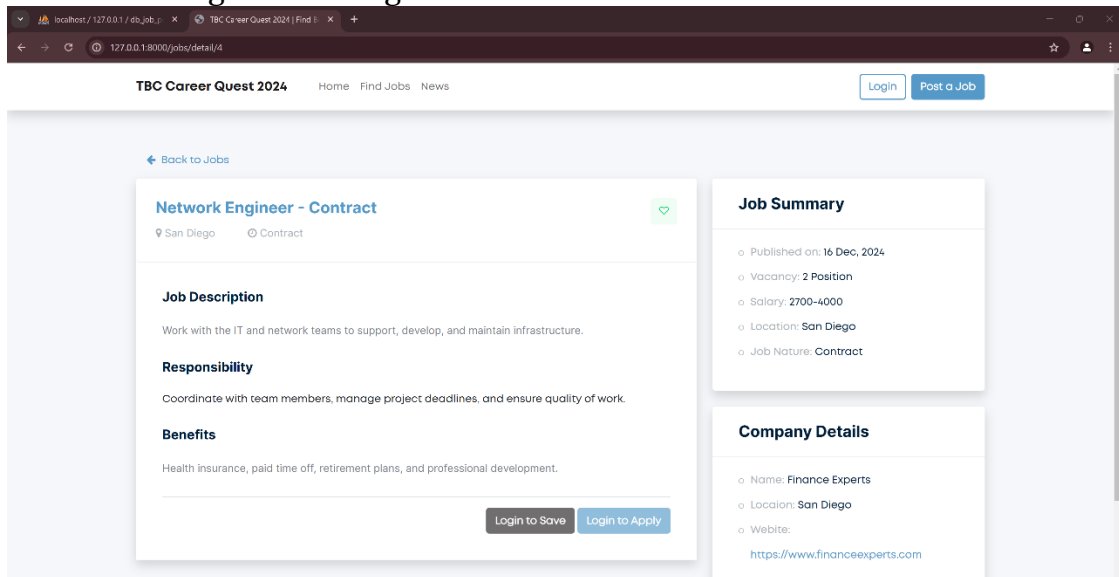 localhost / 127.0.0.1 / db_job_p
TBC Career Quest 2024 | Find B
127.0.0.1:8000/jobs/detail/4
TBC Career Quest 2024
Home Find Jobs News
Login
Post a Job
Back to Jobs
Network Engineer - Contract
San Diego Contract
Job Description
Work with the IT and network teams to support, develop, and maintain infrastructure.
Responsibility
Coordinate with team members, manage project deadlines, and ensure quality of work.
Benefits
Health insurance, paid time off, retirement plans, and professional development.
Login to Save
Login to Apply
Job Summary
Published on: 16 Dec, 2024
Vacancy: 2 Position
Salary: 2700-4000
Location: San Diego
Job Nature: Contract
Company Details
Name: Finance Experts
Locaion: San Diego
Webite:
https://www.financeexperts.com